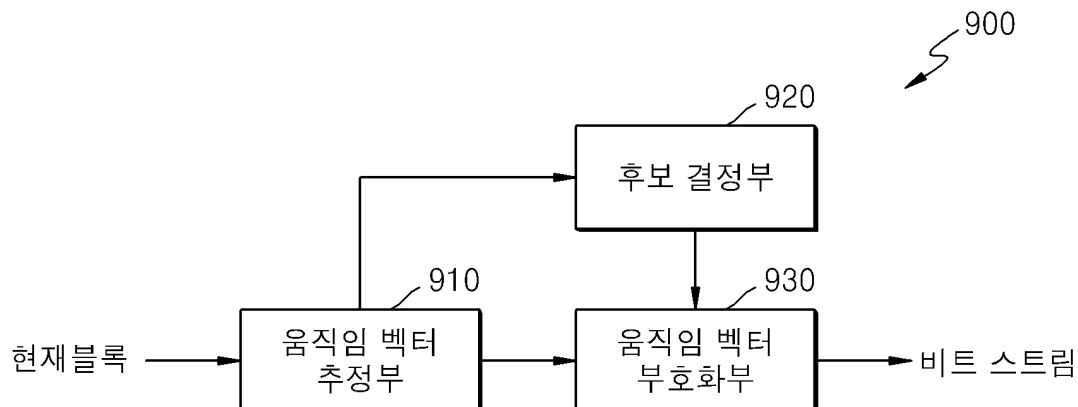 900
920
후보 결정부
910
930
현재블록
움직임 벡터
추정부
움직임 벡터
부호화부
비트 스트림